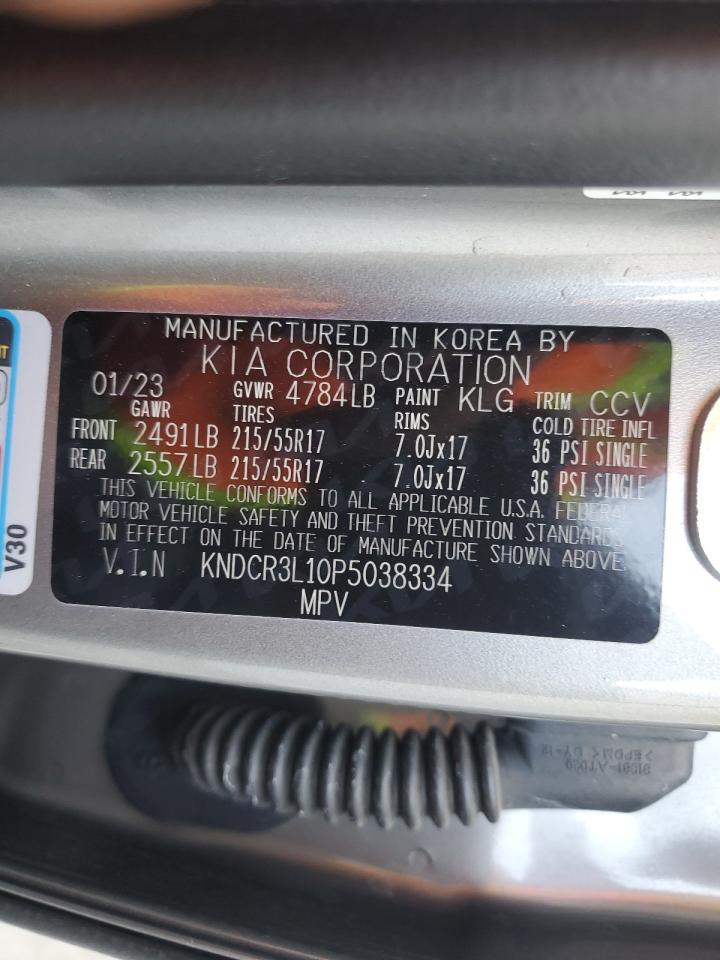 MANUFACTURED IN KOREA BY
KIA CORPORATION
01/23 GVWR 4784LB PAINT KLG TRIM CCV
GAWR TIRES RIMS COLD TIRE INFL
FRONT 2491LB 215/55R17 7.0Jx17 36 PSI SINGLE
REAR 2557LB 215/55R17 7.0Jx17 36 PSI SINGLE
THIS VEHICLE CONFORMS TO ALL APPLICABLE U.S.A. FEDERAL
MOTOR VEHICLE SAFETY AND THEFT PREVENTION STANDARDS
IN EFFECT ON THE DATE OF MANUFACTURE SHOWN ABOVE.
V.I.N KNDCR3L10P5038334
MPV
V30
>EPDM< DY-